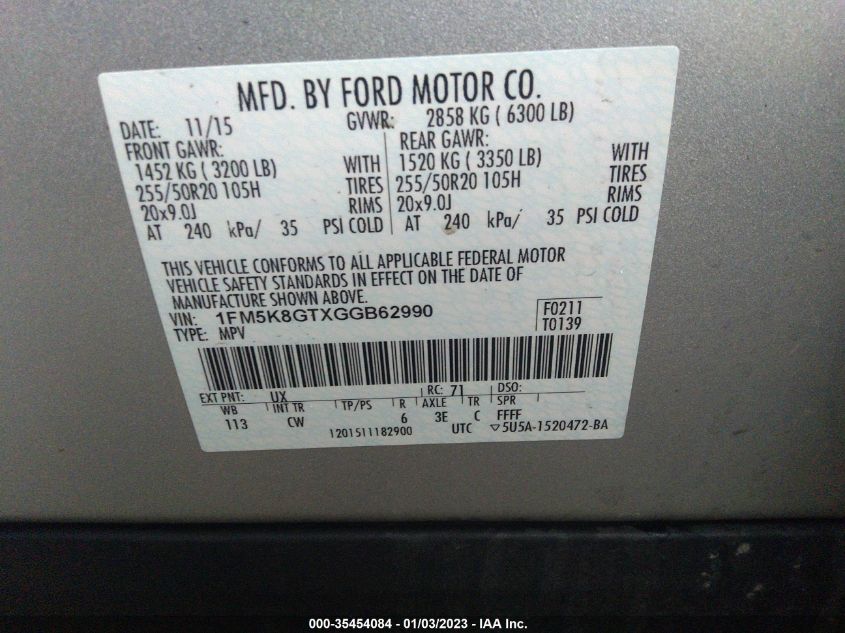 MFD. BY FORD MOTOR CO.
DATE: 11/15 GVWR: 2858 KG ( 6300 LB)
FRONT GAWR: REAR GAWR:
1452 KG ( 3200 LB) WITH 1520 KG ( 3350 LB) WITH
255/50R20 105H TIRES 255/50R20 105H TIRES
20x9.0J RIMS 20x9.0J RIMS
AT 240 kPa/ 35 PSI COLD AT 240 kPa/ 35 PSI COLD
THIS VEHICLE CONFORMS TO ALL APPLICABLE FEDERAL MOTOR
VEHICLE SAFETY STANDARDS IN EFFECT ON THE DATE OF
MANUFACTURE SHOWN ABOVE.
VIN: 1FM5K8GTXGGB62990 F0211
TYPE: MPV T0139
EXT PNT: UX RC: 71 DSO:
WB INT TR TP/PS R AXLE TR SPR
113 CW 6 3E C FFFF
1201511182900 UTC ▽5U5A-1520472-BA
000-35454084 - 01/03/2023 - IAA Inc.